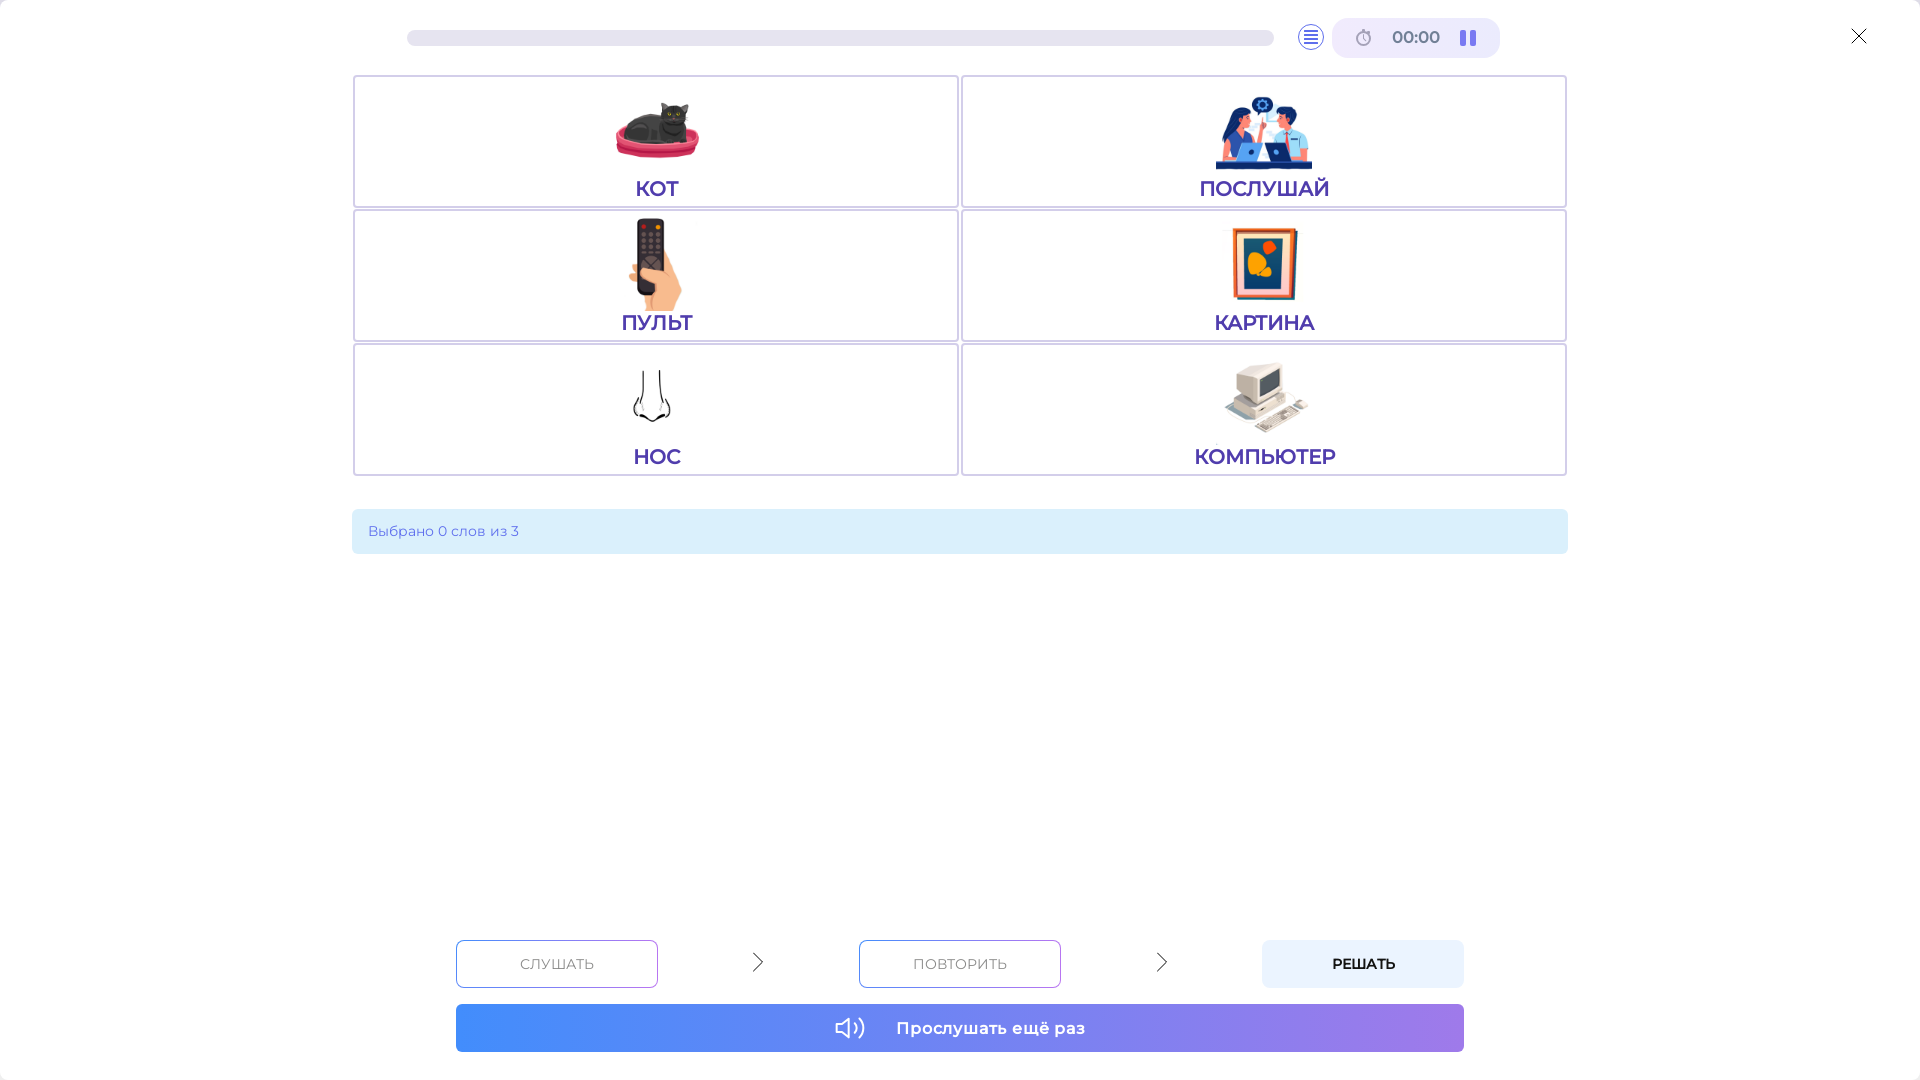 00:00
КОТ
ПОСЛУШАЙ
ПУЛЬТ
КАРТИНА
НОС
КОМПЬЮТЕР
Выбрано 0 слов из 3
СЛУШАТЬ
ПОВТОРИТЬ
РЕШАТЬ
Прослушать ещё раз